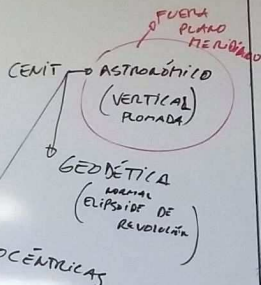 FUERA
PLANO
MERIDIANO
CENIT ASTRONÓMICO
(VERTICAL
PLOMADA)
GEODÉTICA
(NORMAL
ELIPSOIDE DE
REVOLUCIÓN)
OCÉNTRICAS